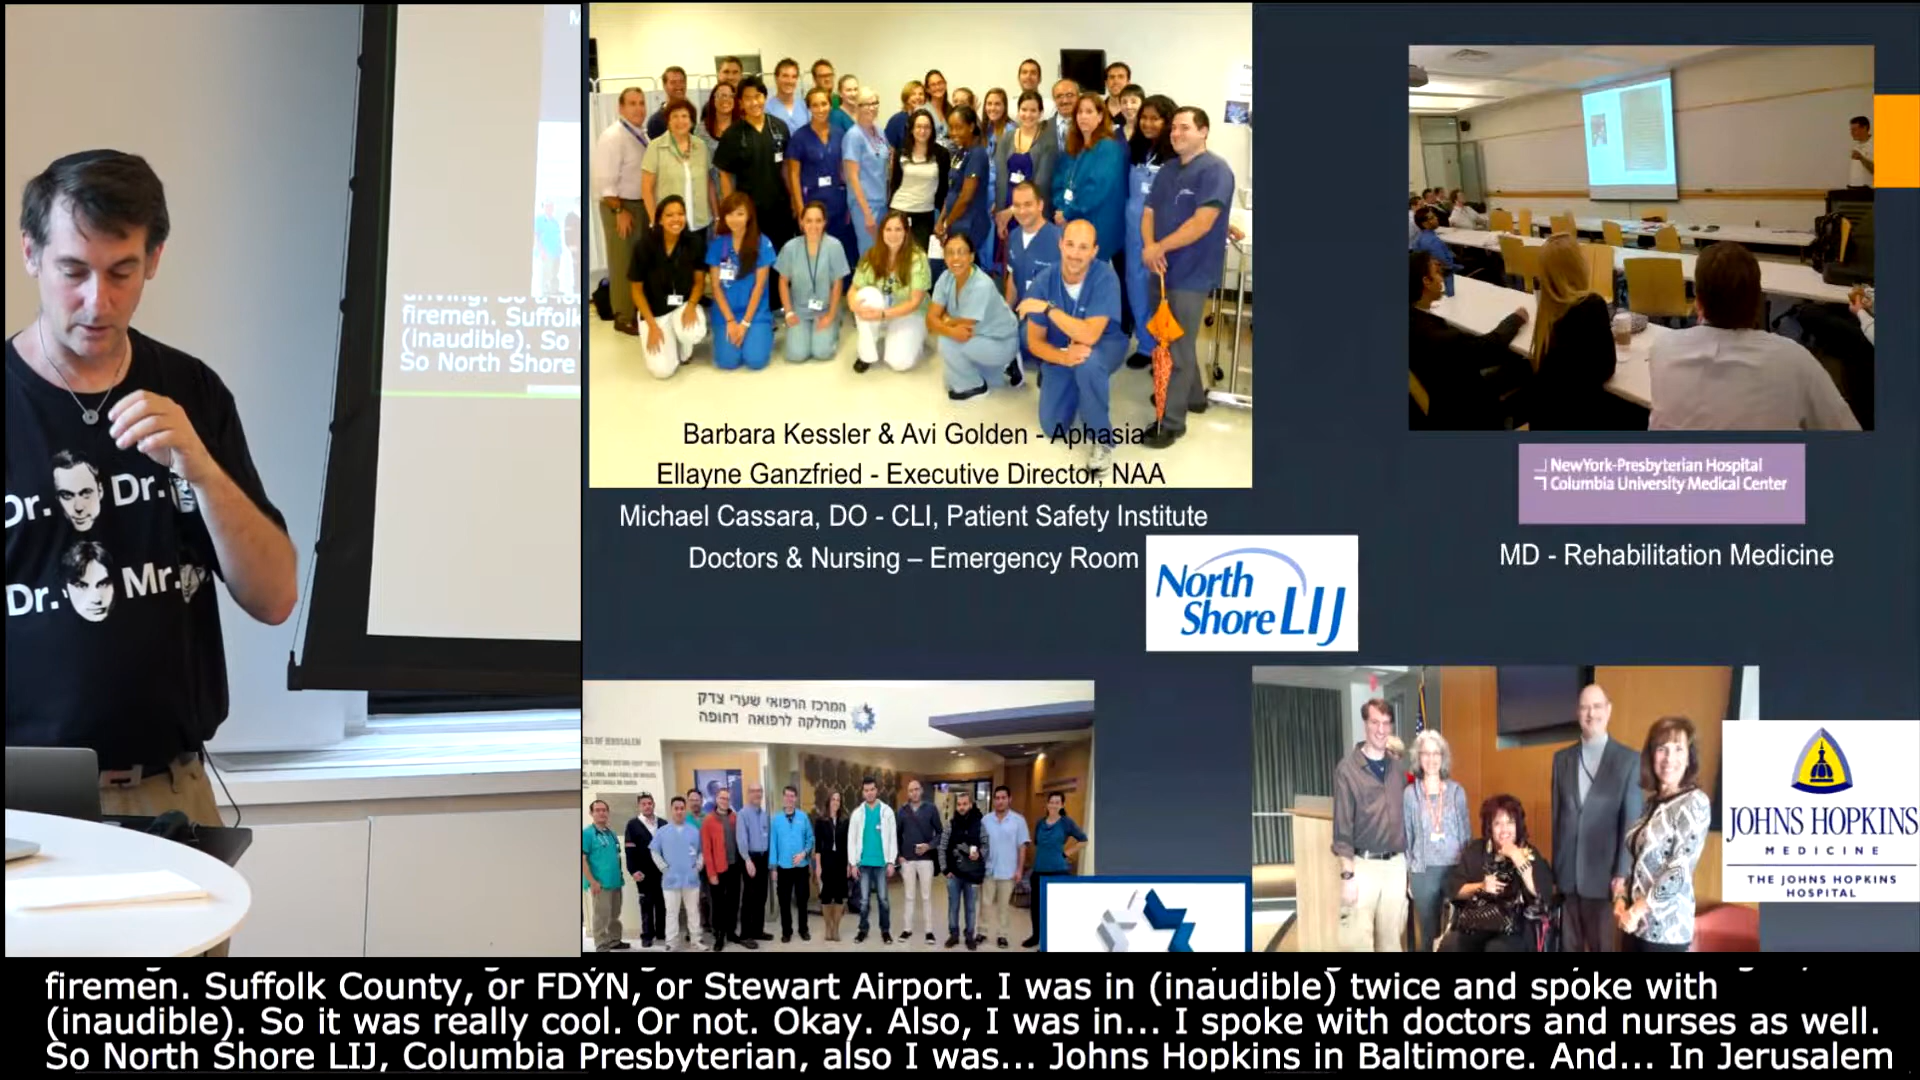 firemen. Suffolk
(inaudible). So
So North Shore
Dr.
Dr.
Dr.
Mr.
Barbara Kessler & Avi Golden - Aphasia
Ellayne Ganzfried - Executive Director, NAA
Michael Cassara, DO - CLI, Patient Safety Institute
Doctors & Nursing – Emergency Room
North
Shore LIJ
NewYork-Presbyterian Hospital
Columbia University Medical Center
MD - Rehabilitation Medicine
המרכז הרפואי שערי צדק
המחלקה לרפואה דחופה
JOHNS HOPKINS
MEDICINE
THE JOHNS HOPKINS
HOSPITAL
firemen. Suffolk County, or FDYN, or Stewart Airport. I was in (inaudible) twice and spoke with
(inaudible). So it was really cool. Or not. Okay. Also, I was in... I spoke with doctors and nurses as well.
So North Shore LIJ, Columbia Presbyterian, also I was... Johns Hopkins in Baltimore. And... In Jerusalem